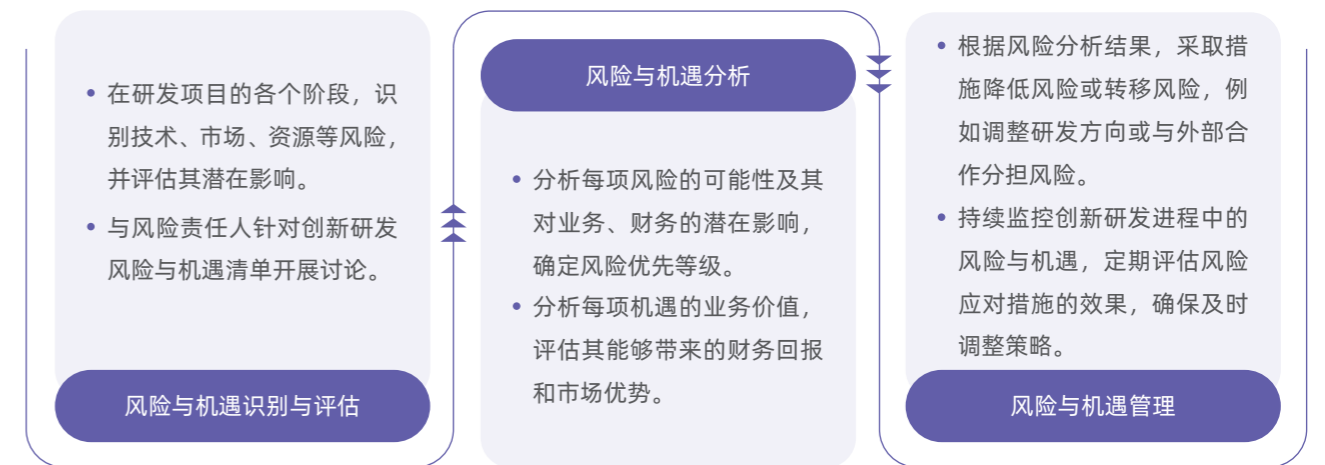 在研发项目的各个阶段，识
别技术、市场、资源等风险，
并评估其潜在影响。
与风险责任人针对创新研发
风险与机遇清单开展讨论。
风险与机遇识别与评估
风险与机遇分析
分析每项风险的可能性及其
对业务、财务的潜在影响，
确定风险优先等级。
分析每项机遇的业务价值，
评估其能够带来的财务回报
和市场优势。
根据风险分析结果，采取措
施降低风险或转移风险，例
如调整研发方向或与外部合
作分担风险。
持续监控创新研发进程中的
风险与机遇，定期评估风险
应对措施的效果，确保及时
调整策略。
风险与机遇管理